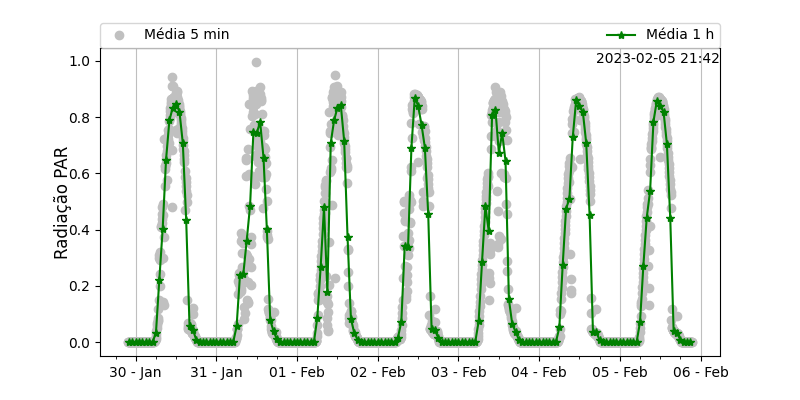 Média 5 min
Média 1 h
2023-02-05 21:42
Radiação PAR
1.0
0.8
0.6
0.4
0.2
0.0
30 - Jan
31 - Jan
01 - Feb
02 - Feb
03 - Feb
04 - Feb
05 - Feb
06 - Feb